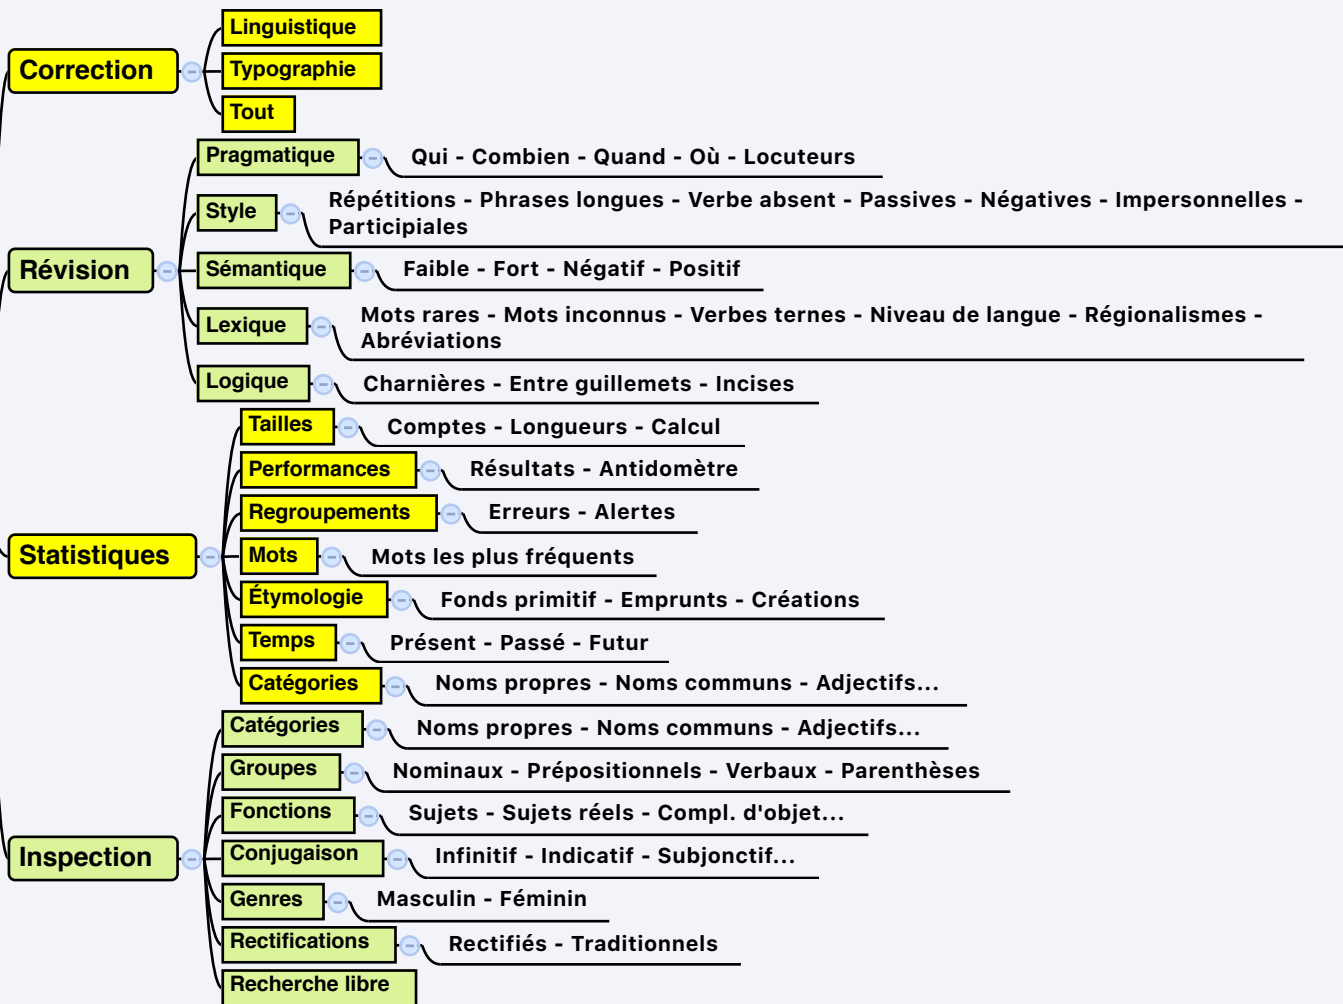 Correction
Linguistique
Typographie
Tout
Révision
Pragmatique
Qui - Combien - Quand - Où - Locuteurs
Style
Répétitions - Phrases longues - Verbe absent - Passives - Négatives - Impersonnelles -
Participiales
Sémantique
Faible - Fort - Négatif - Positif
Lexique
Mots rares - Mots inconnus - Verbes ternes - Niveau de langue - Régionalismes -
Abréviations
Logique
Charnières - Entre guillemets - Incises
Statistiques
Tailles
Comptes - Longueurs - Calcul
Performances
Résultats - Antidomètre
Regroupements
Erreurs - Alertes
Mots
Mots les plus fréquents
Étymologie
Fonds primitif - Emprunts - Créations
Temps
Présent - Passé - Futur
Catégories
Noms propres - Noms communs - Adjectifs...
Inspection
Catégories
Noms propres - Noms communs - Adjectifs...
Groupes
Nominaux - Prépositionnels - Verbaux - Parenthèses
Fonctions
Sujets - Sujets réels - Compl. d'objet...
Conjugaison
Infinitif - Indicatif - Subjonctif...
Genres
Masculin - Féminin
Rectifications
Rectifiés - Traditionnels
Recherche libre